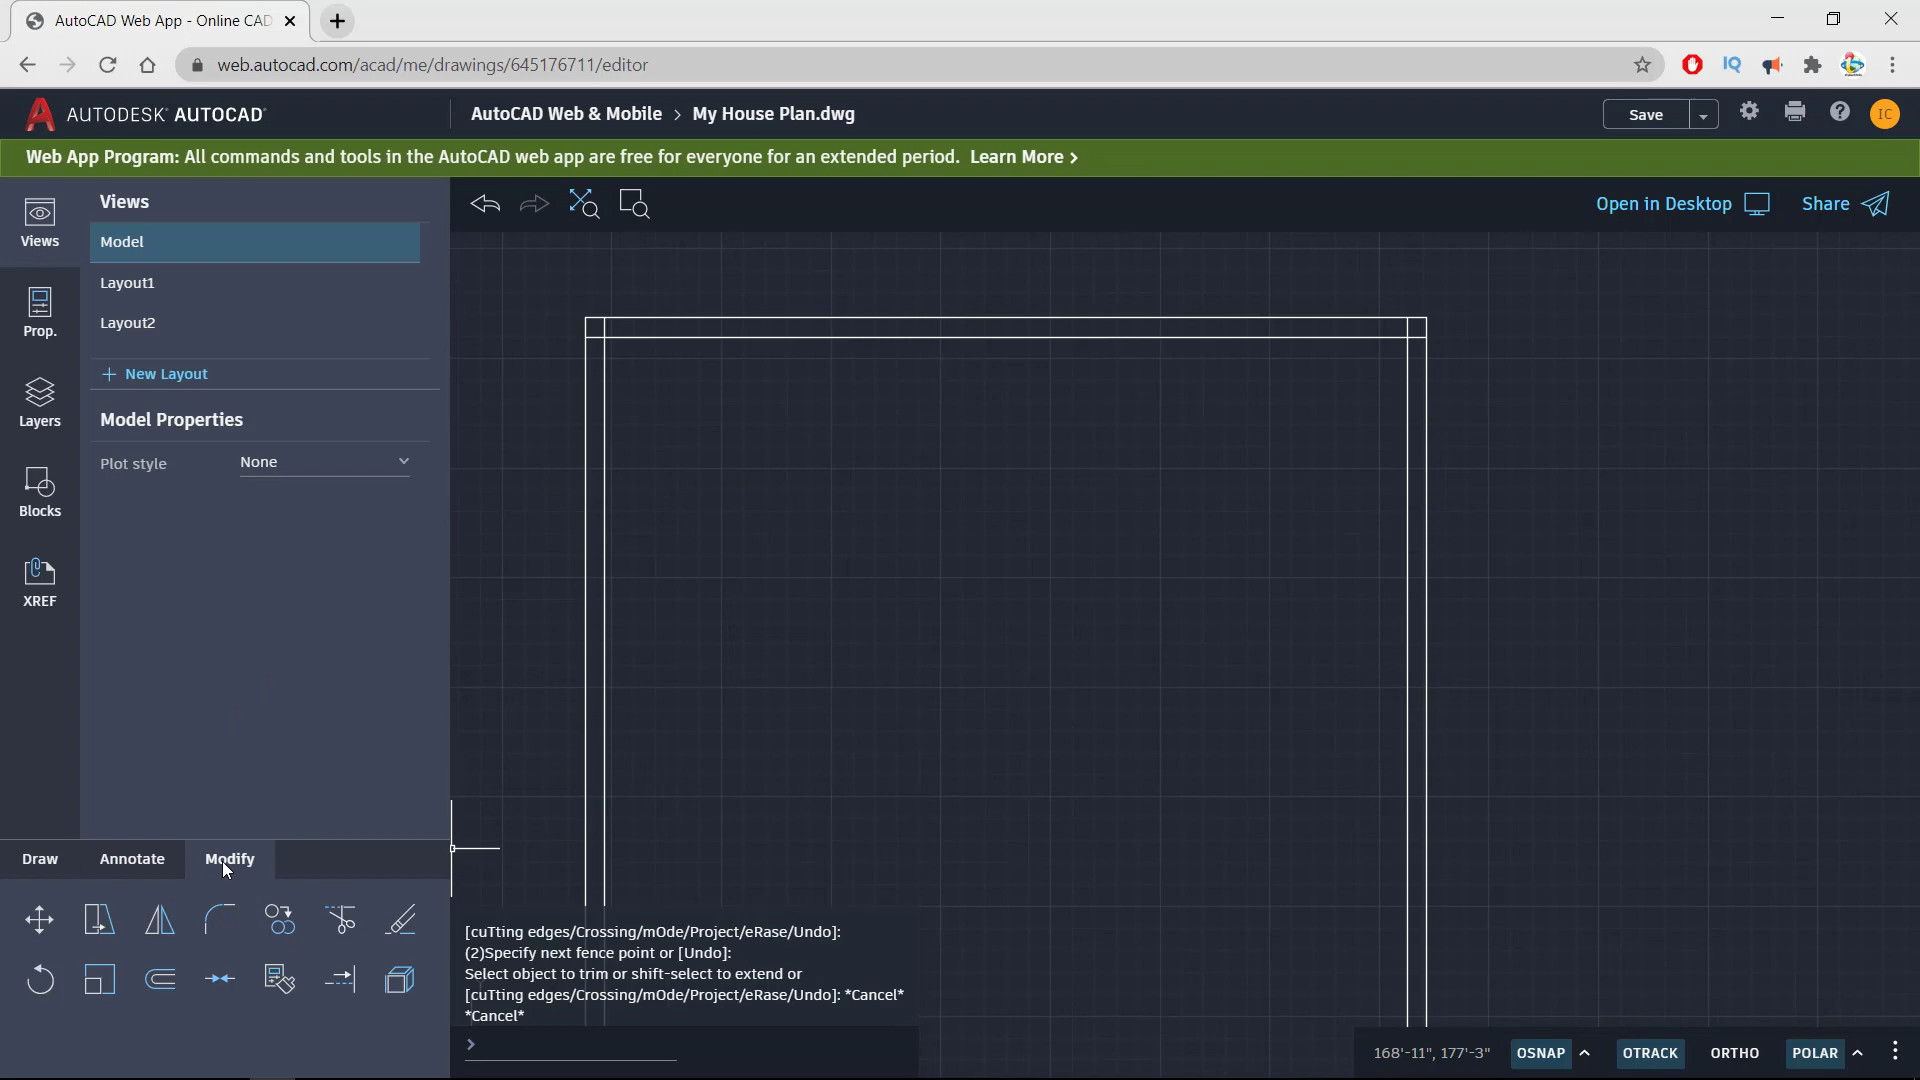 AutoCAD Web App - Online CAD
web.autocad.com/acad/me/drawings/645176711/editor
IQ
AUTODESK® AUTOCAD®
AutoCAD Web & Mobile > My House Plan.dwg
Save
IC
Web App Program: All commands and tools in the AutoCAD web app are free for everyone for an extended period. Learn More >
Views
Views
Model
Layout1
Layout2
+ New Layout
Prop.
Layers
Model Properties
Plot style
None
Blocks
XREF
Open in Desktop
Share
Draw
Annotate
Modify
[cuTting edges/Crossing/mOde/Project/eRase/Undo]:
(2)Specify next fence point or [Undo]:
Select object to trim or shift-select to extend or
[cuTting edges/Crossing/mOde/Project/eRase/Undo]: *Cancel*
*Cancel*
>
168'-11", 177'-3"
OSNAP
OTRACK
ORTHO
POLAR